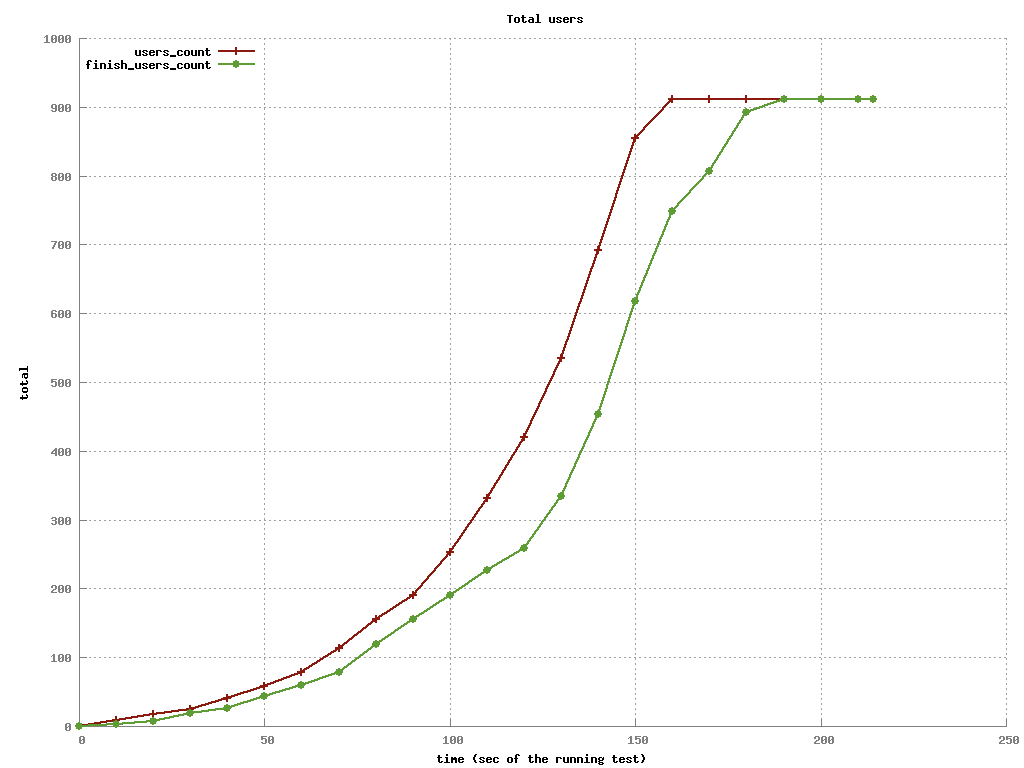 Total users
users_count
finish_users_count
1000
900
800
700
600
500
400
300
200
100
0
total
0 50 100 150 200 250
time (sec of the running test)